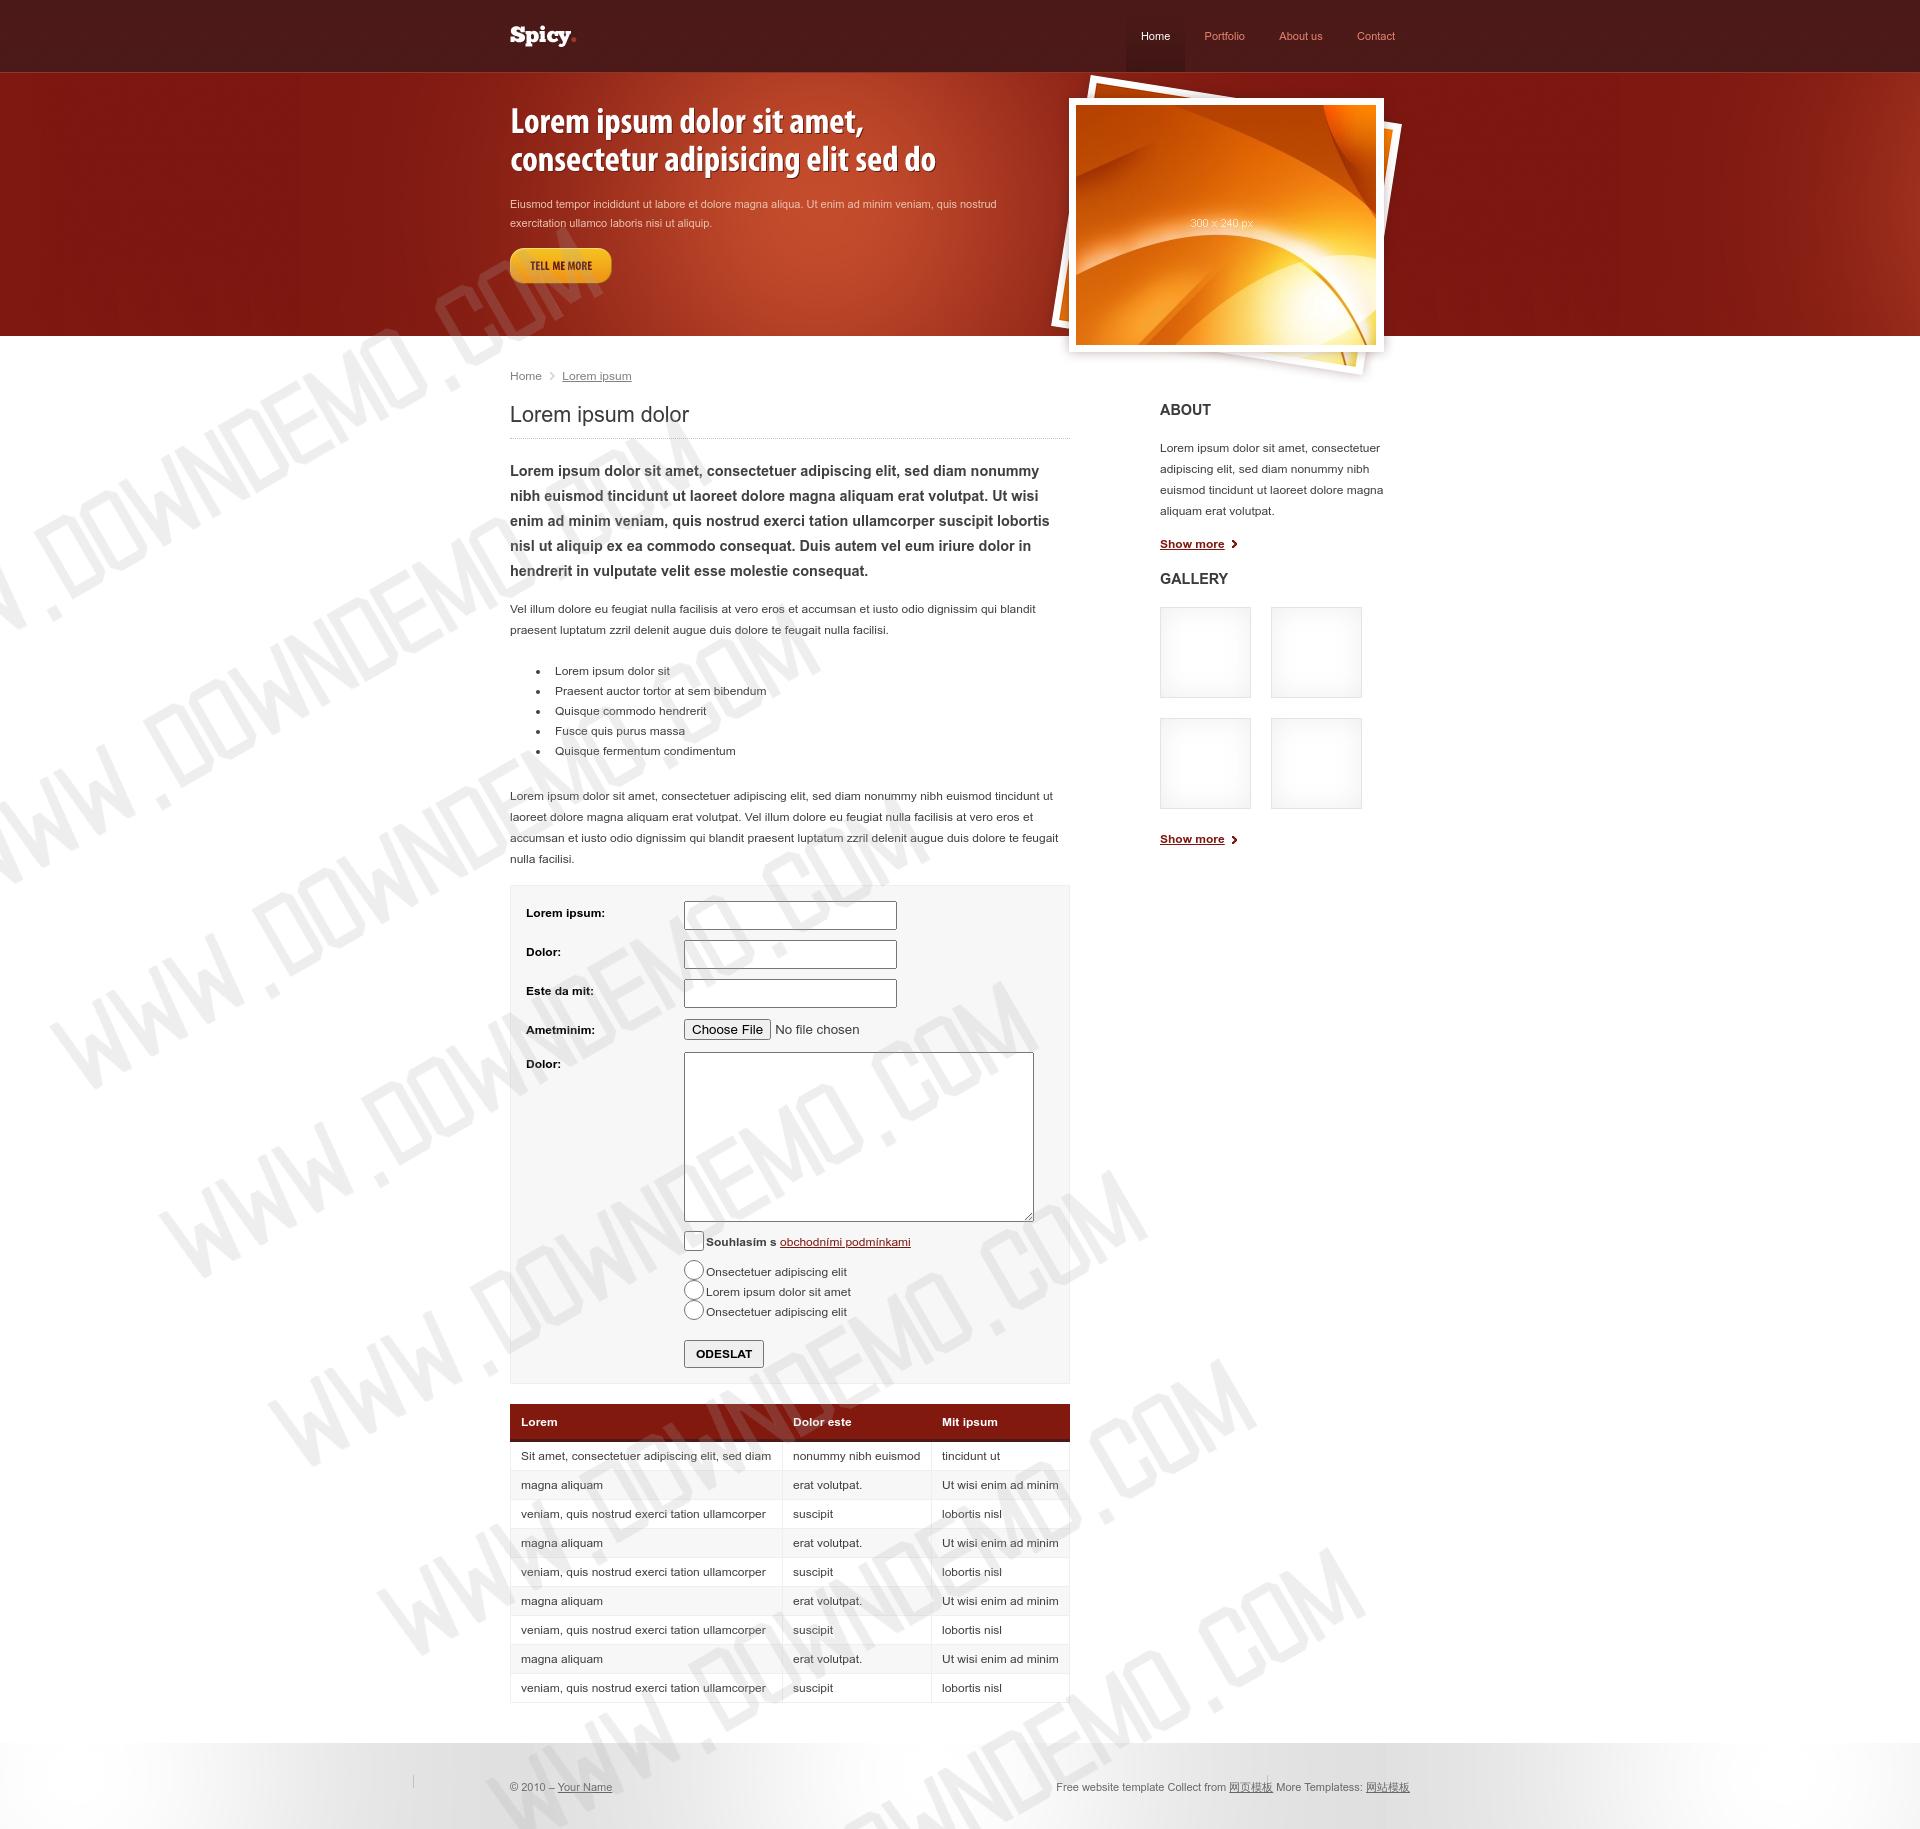 Spicy.
Home Portfolio About us Contact
Lorem ipsum dolor sit amet,
consectetur adipisicing elit sed do
Eiusmod tempor incididunt ut labore et dolore magna aliqua. Ut enim ad minim veniam, quis nostrud
exercitation ullamco laboris nisi ut aliquip.
TELL ME MORE
300 x 240 px
Home Lorem ipsum
Lorem ipsum dolor
Lorem ipsum dolor sit amet, consectetuer adipiscing elit, sed diam nonummy
nibh euismod tincidunt ut laoreet dolore magna aliquam erat volutpat. Ut wisi
enim ad minim veniam, quis nostrud exerci tation ullamcorper suscipit lobortis
nisl ut aliquip ex ea commodo consequat. Duis autem vel eum iriure dolor in
hendrerit in vulputate velit esse molestie consequat.
Vel illum dolore eu feugiat nulla facilisis at vero eros et accumsan et iusto odio dignissim qui blandit
praesent luptatum zzril delenit augue duis dolore te feugait nulla facilisi.
Lorem ipsum dolor sit
Praesent auctor tortor at sem bibendum
Quisque commodo hendrerit
Fusce quis purus massa
Quisque fermentum condimentum
Lorem ipsum dolor sit amet, consectetuer adipiscing elit, sed diam nonummy nibh euismod tincidunt ut
laoreet dolore magna aliquam erat volutpat. Vel illum dolore eu feugiat nulla facilisis at vero eros et
accumsan et iusto odio dignissim qui blandit praesent luptatum zzril delenit augue duis dolore te feugait
nulla facilisi.
Lorem ipsum:
Dolor:
Este da mit:
Ametminim: Choose File No file chosen
Dolor:
Souhlasím s obchodními podmínkami
Onsectetuer adipiscing elit
Lorem ipsum dolor sit amet
Onsectetuer adipiscing elit
ODESLAT
Lorem Dolor este Mit ipsum
Sit amet, consectetuer adipiscing elit, sed diam nonummy nibh euismod tincidunt ut
magna aliquam erat volutpat. Ut wisi enim ad minim
veniam, quis nostrud exerci tation ullamcorper suscipit lobortis nisl
magna aliquam erat volutpat. Ut wisi enim ad minim
veniam, quis nostrud exerci tation ullamcorper suscipit lobortis nisl
magna aliquam erat volutpat. Ut wisi enim ad minim
veniam, quis nostrud exerci tation ullamcorper suscipit lobortis nisl
magna aliquam erat volutpat. Ut wisi enim ad minim
veniam, quis nostrud exerci tation ullamcorper suscipit lobortis nisl
ABOUT
Lorem ipsum dolor sit amet, consectetuer
adipiscing elit, sed diam nonummy nibh
euismod tincidunt ut laoreet dolore magna
aliquam erat volutpat.
Show more
GALLERY
Show more
© 2010 – Your Name
Free website template Collect from 网页模板 More Templatess: 网站模板
W.DOWNDEMO.COM
WWW.DOWNDEMO.COM
WWW.DOWNDEMO.COM
WWW.DOWNDEMO.COM
WWW.DOWNDEMO.COM
WWW.DOWNDEMO.COM
WWW.DOWNDEMO.COM
OWNDEMO.COM